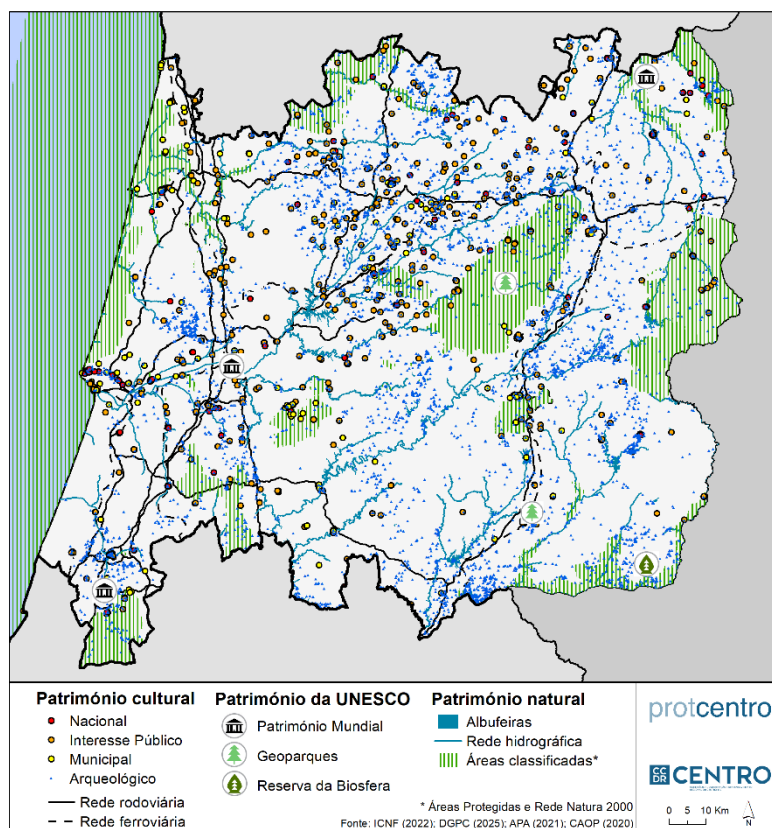 Património cultural
Nacional
Interesse Público
Municipal
Arqueológico
Rede rodoviária
Rede ferroviária
Património da UNESCO
Património Mundial
Geoparques
Reserva da Biosfera
Património natural
Albufeiras
Rede hidrográfica
Áreas classificadas*
* Áreas Protegidas e Rede Natura 2000
Fonte: ICNF (2022); DGPC (2025); APA (2021); CAOP (2020)
protcentro
CCDR CENTRO
0 5 10 Km
N